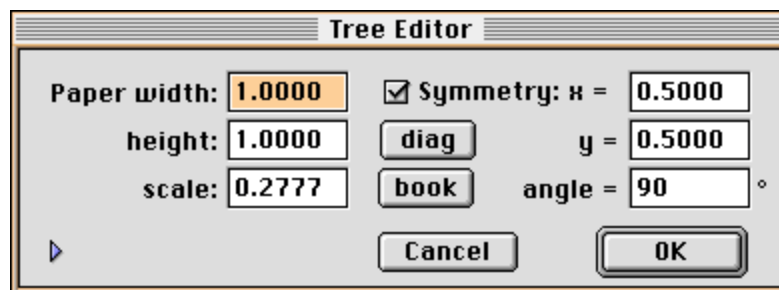 Tree Editor
Paper width: 1.0000 Symmetry: x = 0.5000
height: 1.0000 diag y = 0.5000
scale: 0.2777 book angle = 90 °
Cancel OK